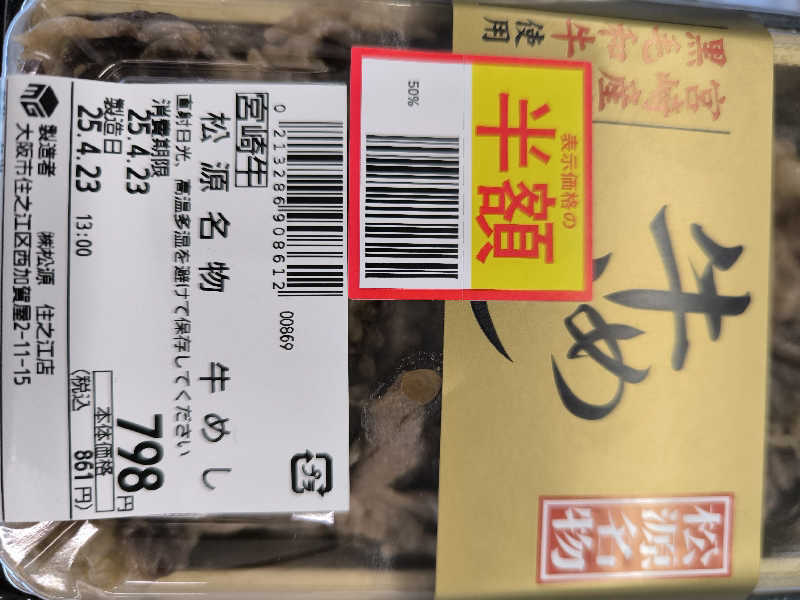 宮崎産
黒毛和牛
使用
牛めし
松源名物
表示価格の
半額
50%
0213286908612
00869
宮崎牛
松源名物 牛めし
直射日光、高温多湿を避けて保存してください
消費期限
25.4.23
製造日
25.4.23 13:00
本体価格
798円
(税込 861円)
プラ
製造者 ㈱松源 住之江店
大阪市住之江区西加賀屋2-11-15